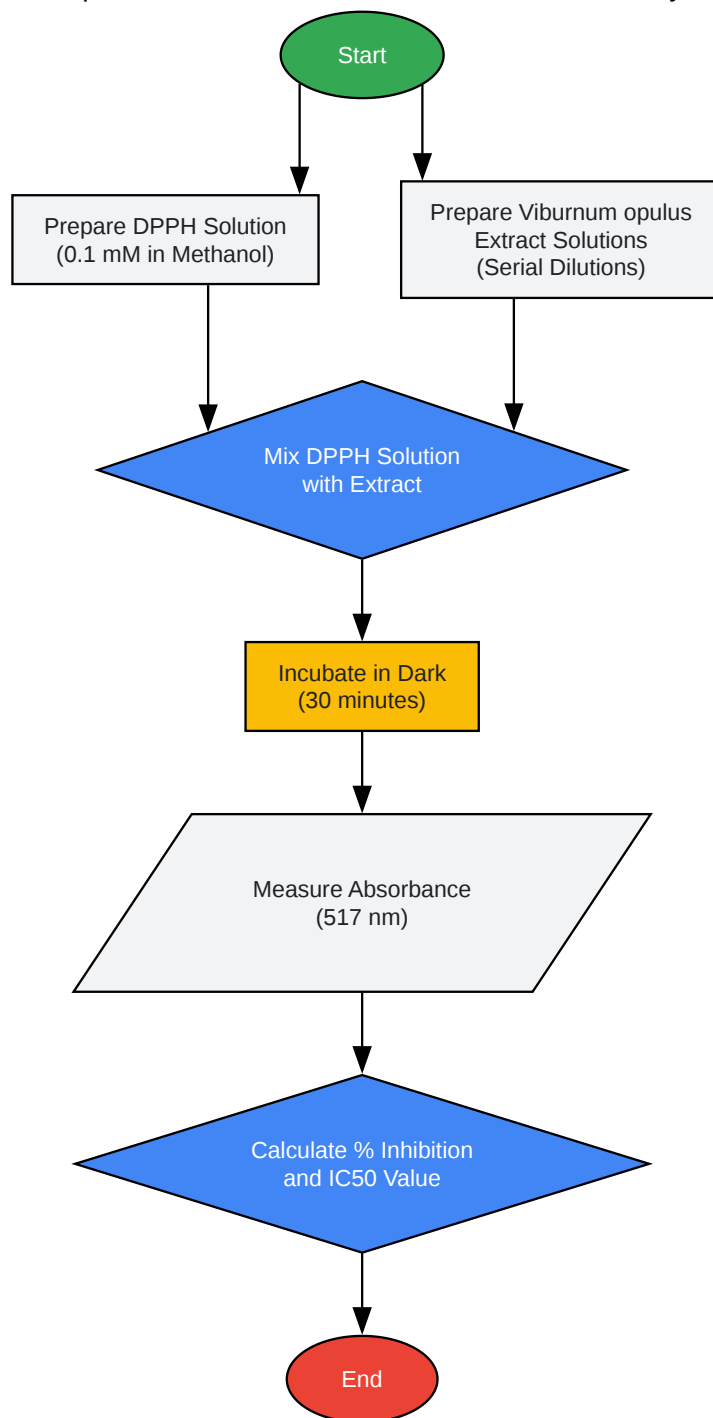 Start
Prepare DPPH Solution
(0.1 mM in Methanol)
Prepare Viburnum opulus
Extract Solutions
(Serial Dilutions)
Mix DPPH Solution
with Extract
Incubate in Dark
(30 minutes)
Measure Absorbance
(517 nm)
Calculate % Inhibition
and IC50 Value
End